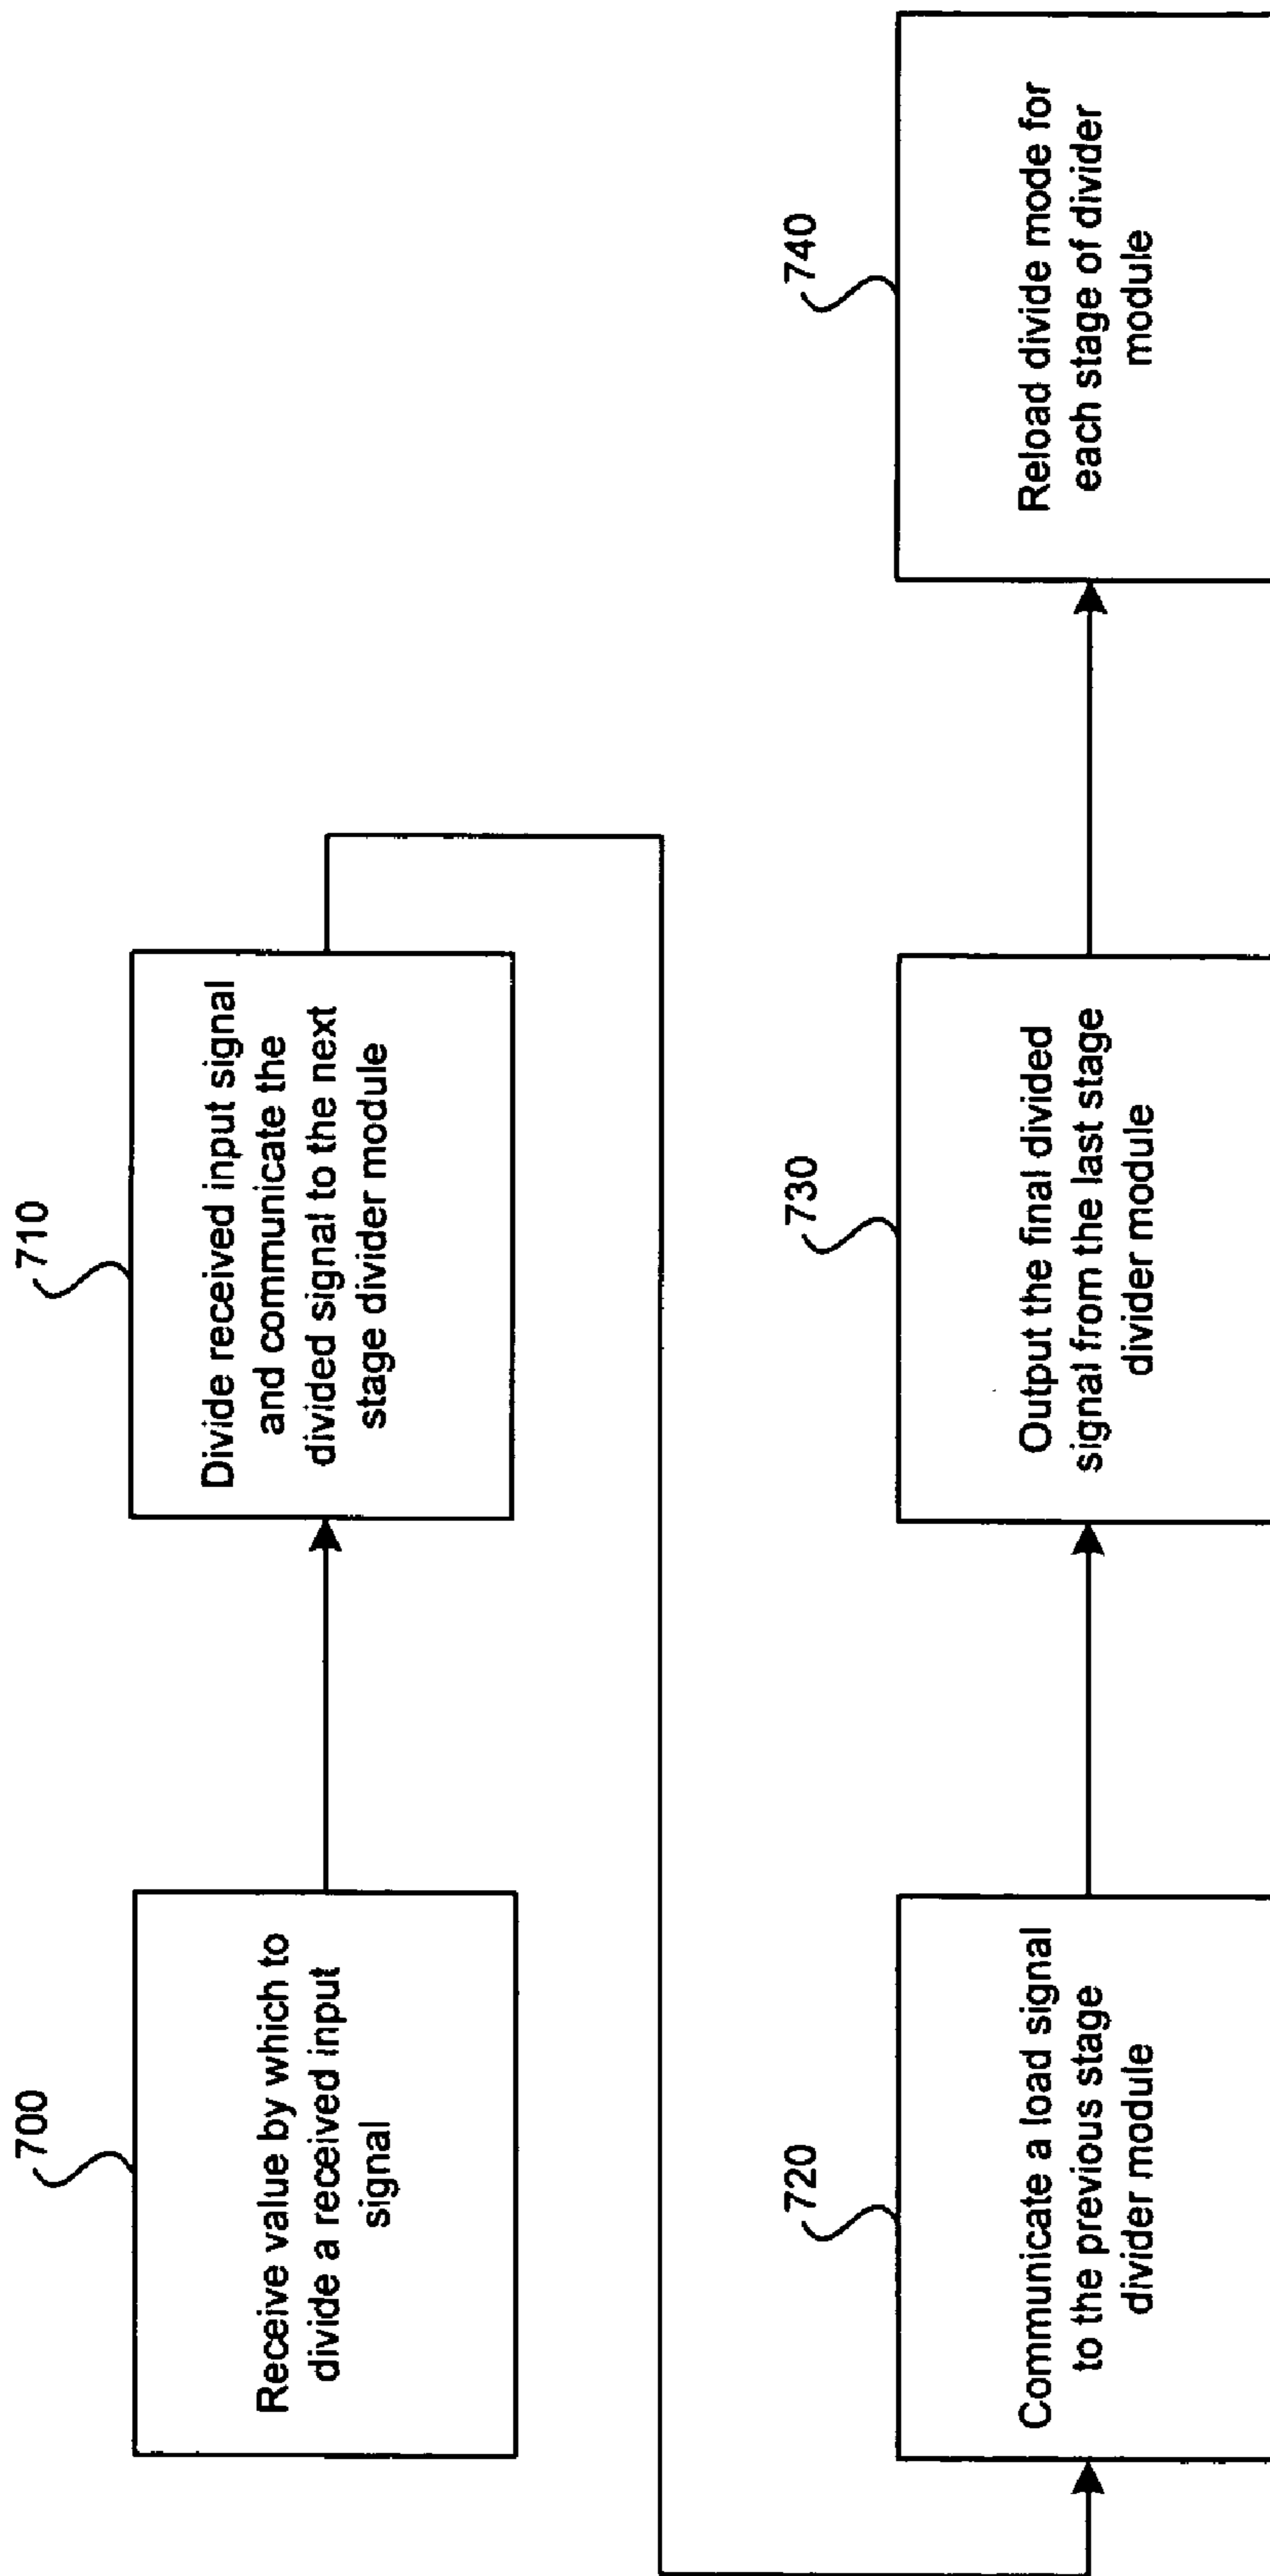 700
Receive value by which to
divide a received input
signal
710
Divide received input signal
and communicate the
divided signal to the next
stage divider module
720
Communicate a load signal
to the previous stage
divider module
730
Output the final divided
signal from the last stage
divider module
740
Reload divide mode for
each stage of divider
module